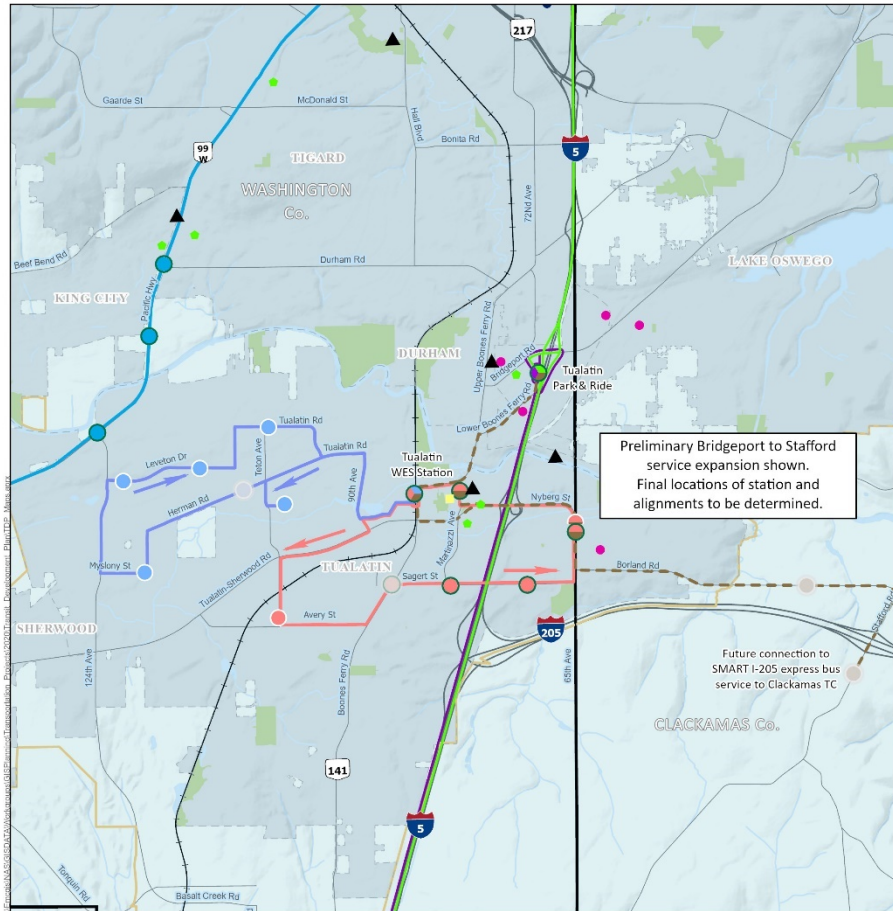 217
Gaarde St
McDonald St
Hall Blvd
Bonita Rd
99
W
5
TIGARD
WASHINGTON
Co.
72Nd Ave
Beef Bend Rd
Durham Rd
LAKE OSWEGO
KING CITY
Pacific Hwy
Upper Boones Ferry Rd
DURHAM
Bridgeport Rd
Tualatin
Park & Ride
Lower Boones Ferry Rd
Tualatin Rd
Tualatin Rd
Teton Ave
Leveton Dr
Tualatin
WES Station
Preliminary Bridgeport to Stafford
service expansion shown.
Final locations of station and
alignments to be determined.
90th Ave
Herman Rd
Nyberg St
Martinazzi Ave
Myslony St
Tualatin-Sherwood Rd
TUALATIN
Sagert St
Borland Rd
Avery St
SHERWOOD
205
Stafford Rd
124th Ave
Boones Ferry Rd
65th Ave
Future connection to
SMART I-205 express bus
service to Clackamas TC
CLACKAMAS Co.
141
5
Tonquin Rd
Basalt Creek Rd